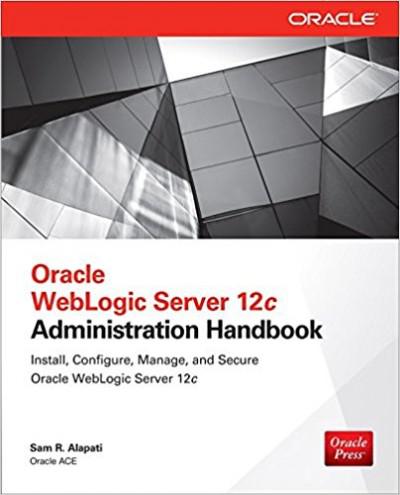 ORACLE
Oracle
WebLogic Server 12c
Administration Handbook
Install, Configure, Manage, and Secure
Oracle WebLogic Server 12c
Sam R. Alapati
Oracle ACE
Oracle
Press™